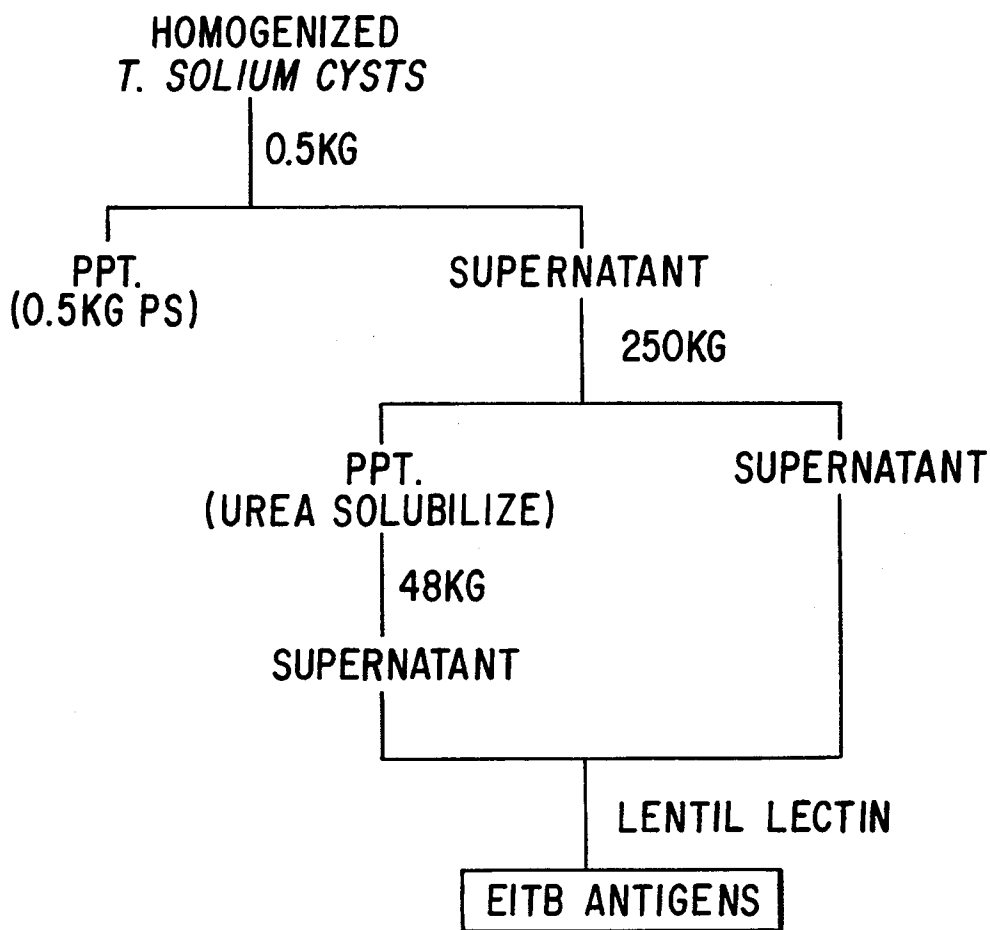 HOMOGENIZED
T. SOLIUM CYSTS
0.5KG
PPT.
(0.5KG PS)
SUPERNATANT
250KG
PPT.
(UREA SOLUBILIZE)
SUPERNATANT
48KG
SUPERNATANT
LENTIL LECTIN
EITB ANTIGENS